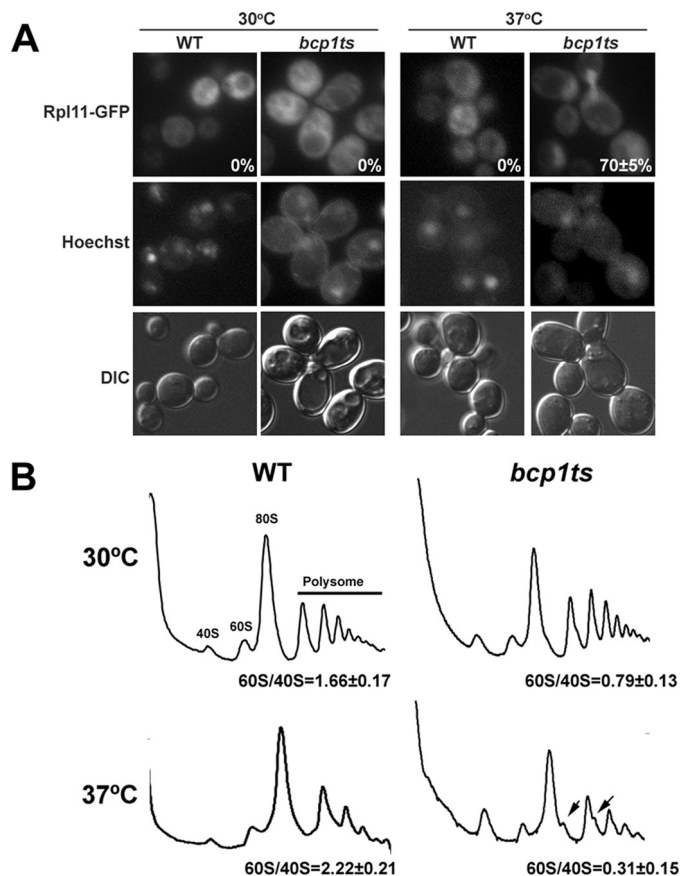 A
30°C
37°C
WT
bcp1ts
WT
bcp1ts
Rpl11-GFP
0%
0%
0%
70±5%
Hoechst
DIC
B
WT
bcp1ts
30ºC
80S
Polysome
40S
60S
60S/40S=1.66±0.17
60S/40S=0.79±0.13
37ºC
60S/40S=2.22±0.21
60S/40S=0.31±0.15